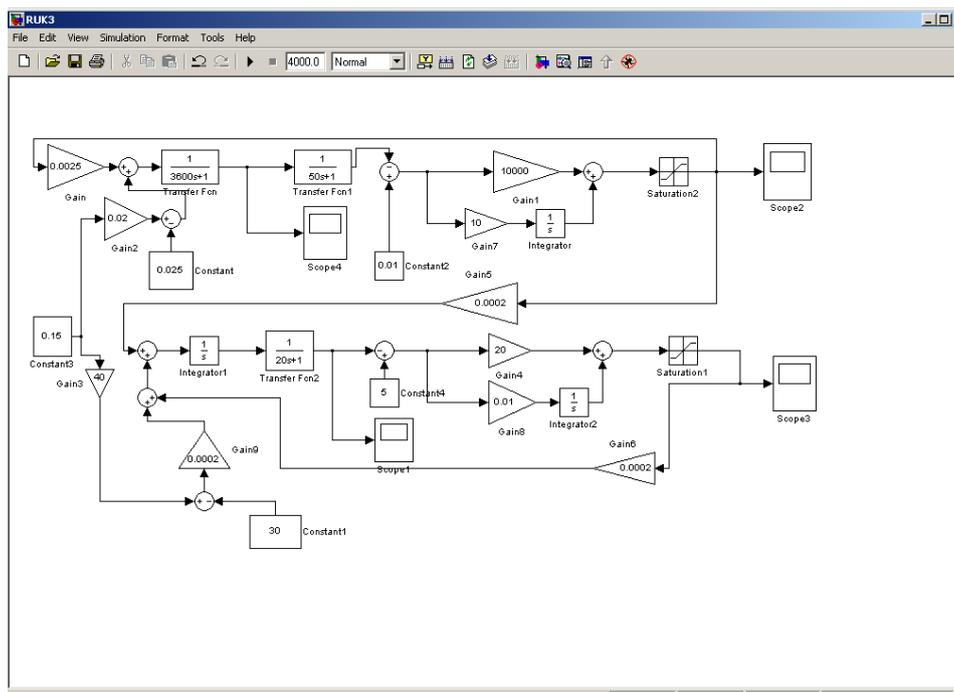 RUK3
File Edit View Simulation Format Tools Help
4000.0 Normal
0.0025
Gain
1
3600s+1
Transfer Fcn
1
50s+1
Transfer Fcn1
10000
Gain1
Saturation2
Scope2
0.02
Gain2
0.025
Constant
Scope4
0.01
Constant2
10
Gain7
1
s
Integrator
Gain5
0.0002
0.15
Constant3
40
Gain3
1
s
Integrator1
1
20s+1
Transfer Fcn2
5
Constant4
20
Gain4
0.01
Gain8
1
s
Integrator2
Saturation1
Scope3
Scope1
Gain6
0.0002
0.0002
Gain9
30
Constant1